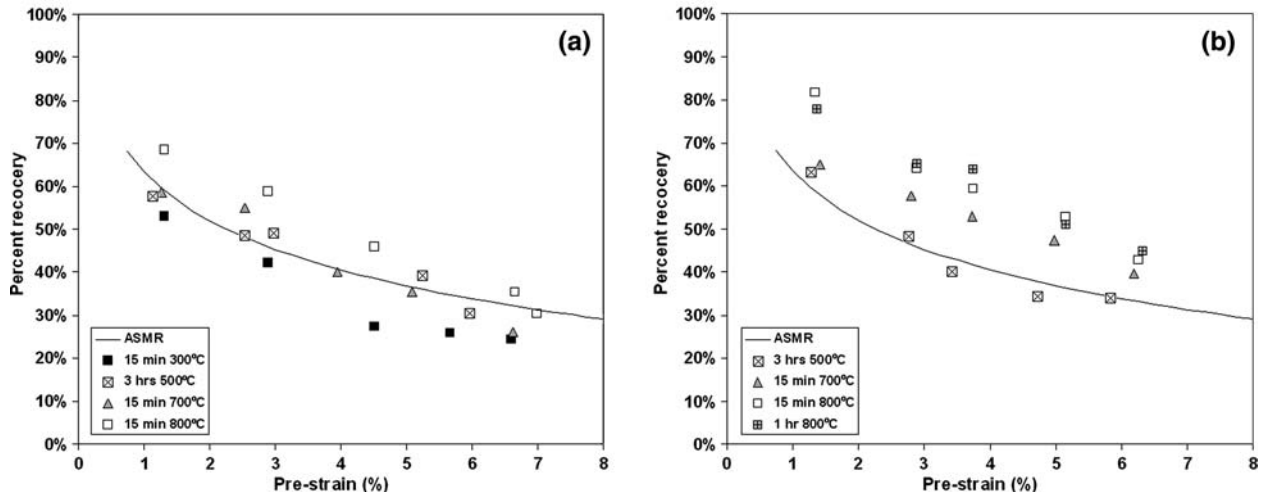 100%
90%
80%
70%
60%
50%
40%
30%
20%
10%
0%
Percent recocery
(a)
ASMR
15 min 300ºC
3 hrs 500ºC
15 min 700ºC
15 min 800ºC
0 1 2 3 4 5 6 7 8
Pre-strain (%)
100%
90%
80%
70%
60%
50%
40%
30%
20%
10%
0%
Percent recocery
(b)
ASMR
3 hrs 500ºC
15 min 700ºC
15 min 800ºC
1 hr 800ºC
0 1 2 3 4 5 6 7 8
Pre-strain (%)